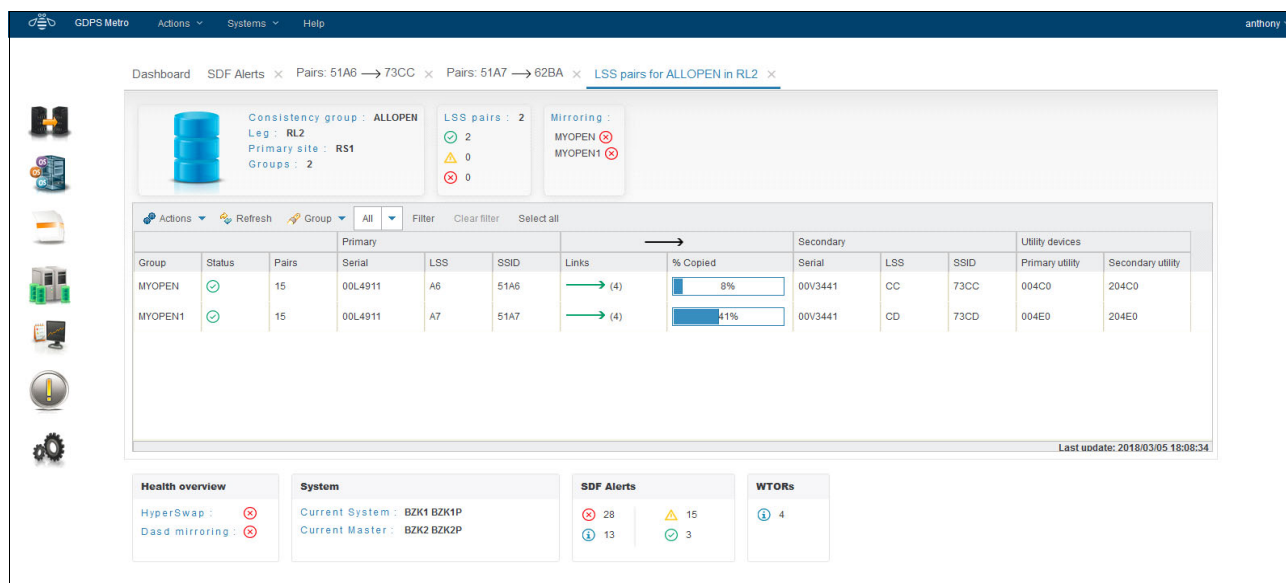 GDPS Metro Actions Systems Help anthony
Dashboard SDF Alerts × Pairs: 51A6 ⟶ 73CC × Pairs: 51A7 ⟶ 62BA × LSS pairs for ALLOPEN in RL2 ×
Consistency group : ALLOPEN
Leg : RL2
Primary site : RS1
Groups : 2
LSS pairs : 2
2
0
0
Mirroring :
MYOPEN
MYOPEN1
Actions Refresh Group All Filter Clear filter Select all
Primary ⟶ Secondary Utility devices
Group Status Pairs Serial LSS SSID Links % Copied Serial LSS SSID Primary utility Secondary utility
MYOPEN 15 00L4911 A6 51A6 (4) 8% 00V3441 CC 73CC 004C0 204C0
MYOPEN1 15 00L4911 A7 51A7 (4) 41% 00V3441 CD 73CD 004E0 204E0
Last update: 2018/03/05 18:08:34
Health overview
HyperSwap :
Dasd mirroring :
System
Current System : BZK1 BZK1P
Current Master : BZK2 BZK2P
SDF Alerts
28 15
13 3
WTORs
4
OS
OS
OS